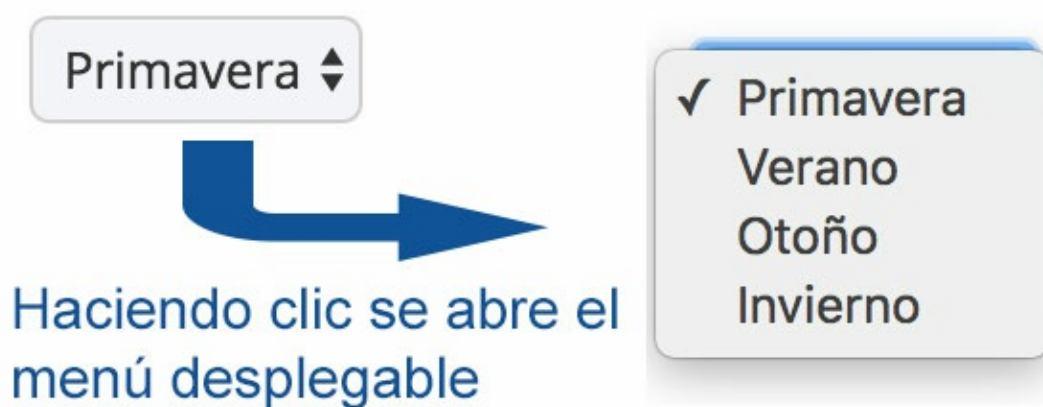 Primavera
Haciendo clic se abre el
menú desplegable
✓ Primavera
Verano
Otoño
Invierno